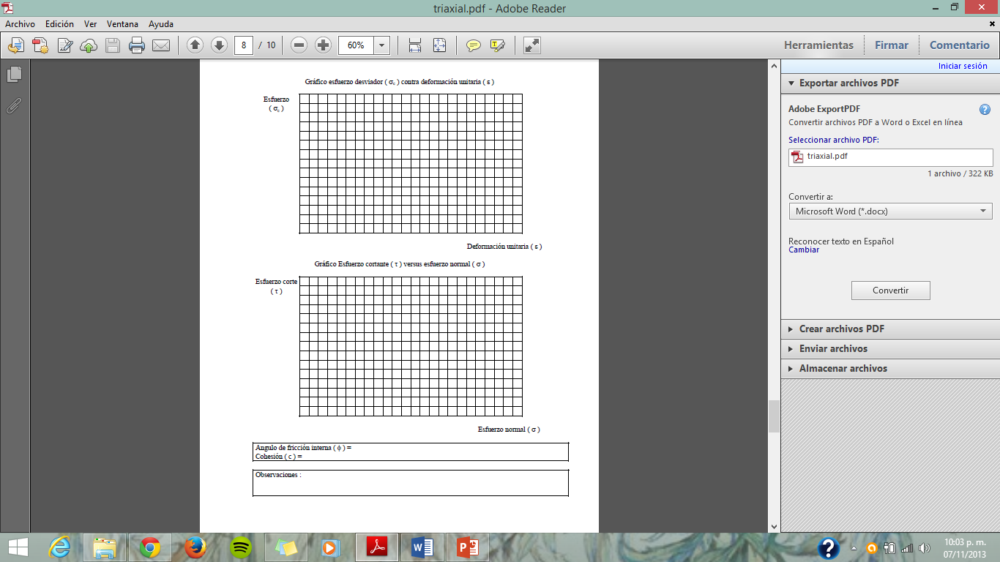 triaxial.pdf - Adobe Reader
Archivo Edición Ver Ventana Ayuda
8 / 10 60% Herramientas Firmar Comentario
Iniciar sesión
Gráfico esfuerzo desviador ( σc ) contra deformación unitaria ( ε )
Esfuerzo
( σc )
Deformación unitaria ( ε )
Gráfico Esfuerzo cortante ( τ ) versus esfuerzo normal ( σ )
Esfuerzo corte
( τ )
Esfuerzo normal ( σ )
Angulo de fricción interna ( ϕ ) =
Cohesión ( c ) =
Observaciones :
Exportar archivos PDF
Adobe ExportPDF
Convertir archivos PDF a Word o Excel en línea
Seleccionar archivo PDF:
triaxial.pdf
1 archivo / 322 KB
Convertir a:
Microsoft Word (*.docx)
Reconocer texto en Español
Cambiar
Convertir
Crear archivos PDF
Enviar archivos
Almacenar archivos
10:03 p. m.
07/11/2013